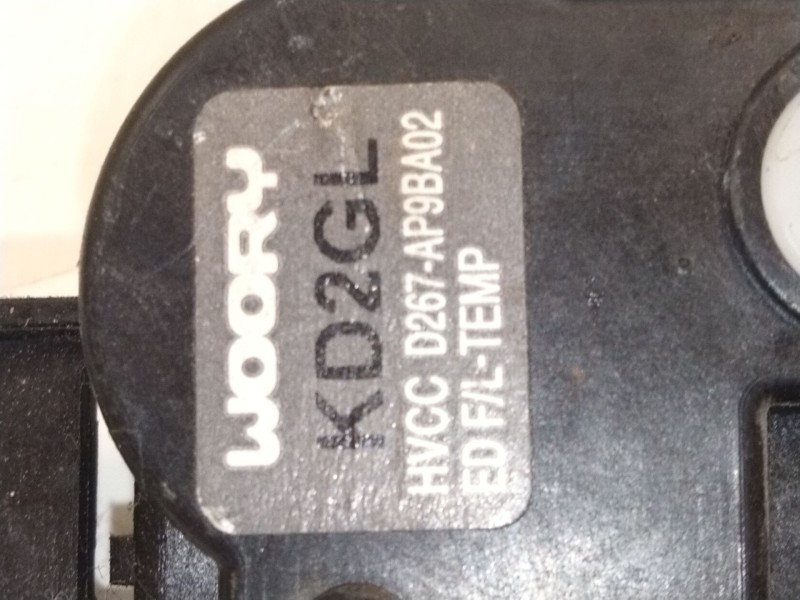 WOORY
KD2GL
HVCC D267-AP9BA02
ED F/L-TEMP